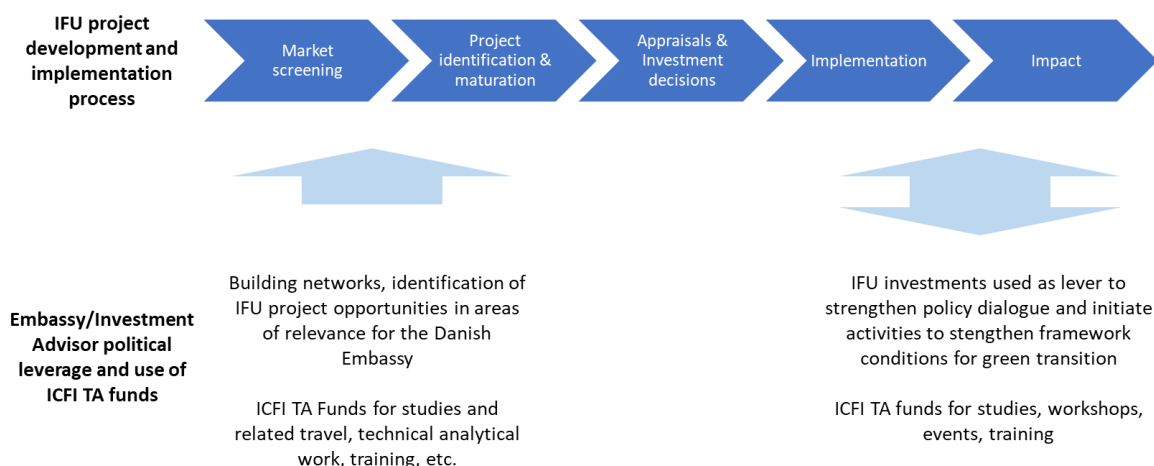 IFU project
development and
implementation
process
Market
screening
Project
identification &
maturation
Appraisals &
Investment
decisions
Implementation
Impact
Embassy/Investment
Advisor political
leverage and use of
ICFI TA funds
Building networks, identification of
IFU project opportunities in areas
of relevance for the Danish
Embassy
ICFI TA Funds for studies and
related travel, technical analytical
work, training, etc.
IFU investments used as lever to
strengthen policy dialogue and initiate
activities to stengthen framework
conditions for green transition
ICFI TA funds for studies, workshops,
events, training